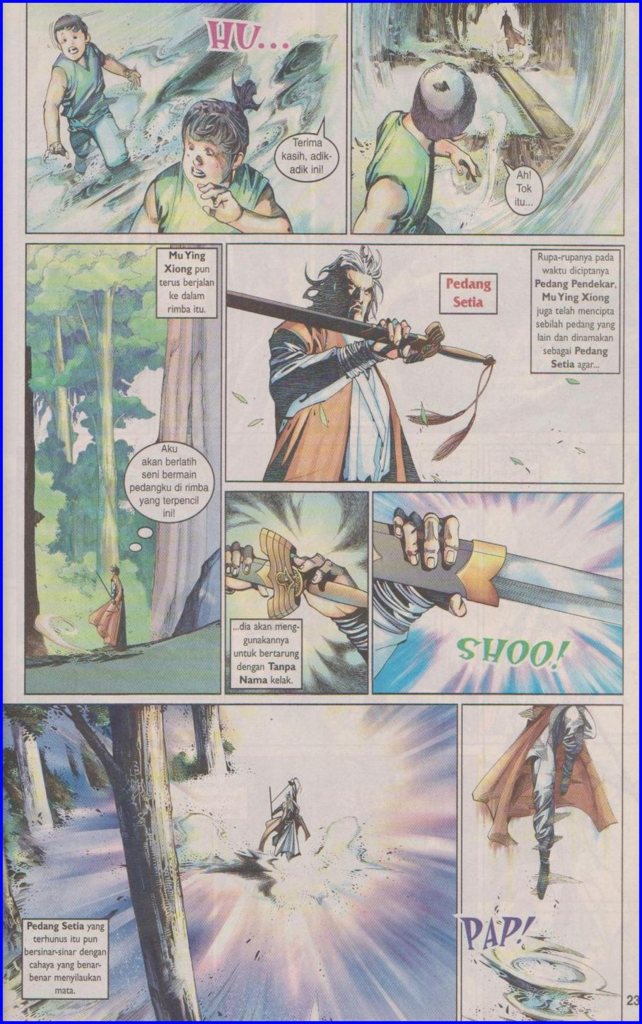 HU...
Terima
kasih, adik-
adik ini!
Ah!
Tok
itu...
Mu Ying
Xiong pun
terus berjalan
ke dalam
rimba itu.
Aku
akan berlatih
seni bermain
pedangku di rimba
yang terpencil
ini!
Pedang
Setia
Rupa-rupanya pada
waktu diciptanya
Pedang Pendekar,
Mu Ying Xiong
juga telah mencipta
sebilah pedang yang
lain dan dinamakan
sebagai Pedang
Setia agar...
...dia akan meng-
gunakannya
untuk bertarung
dengan Tanpa
Nama kelak.
SHOO!
Pedang Setia yang
terhunus itu pun
bersinar-sinar dengan
cahaya yang benar-
benar menyilaukan
mata.
PAP!
23